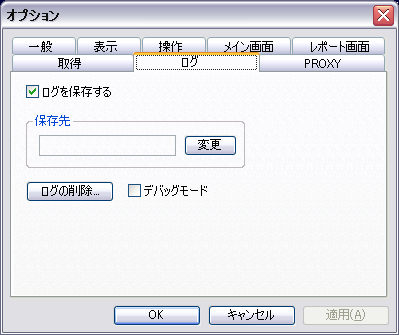 オプション
一般 表示 操作 メイン画面 レポート画面
取得 ログ PROXY
ログを保存する
保存先
変更
ログの削除... デバッグモード
OK キャンセル 適用(A)